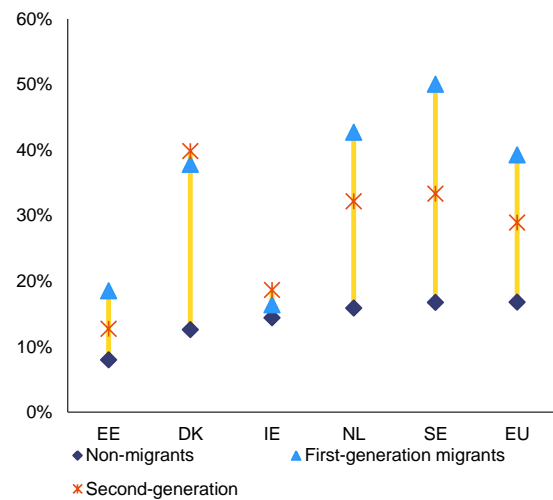 60%
50%
40%
30%
20%
10%
0%
EE DK IE NL SE EU
Non-migrants First-generation migrants
Second-generation